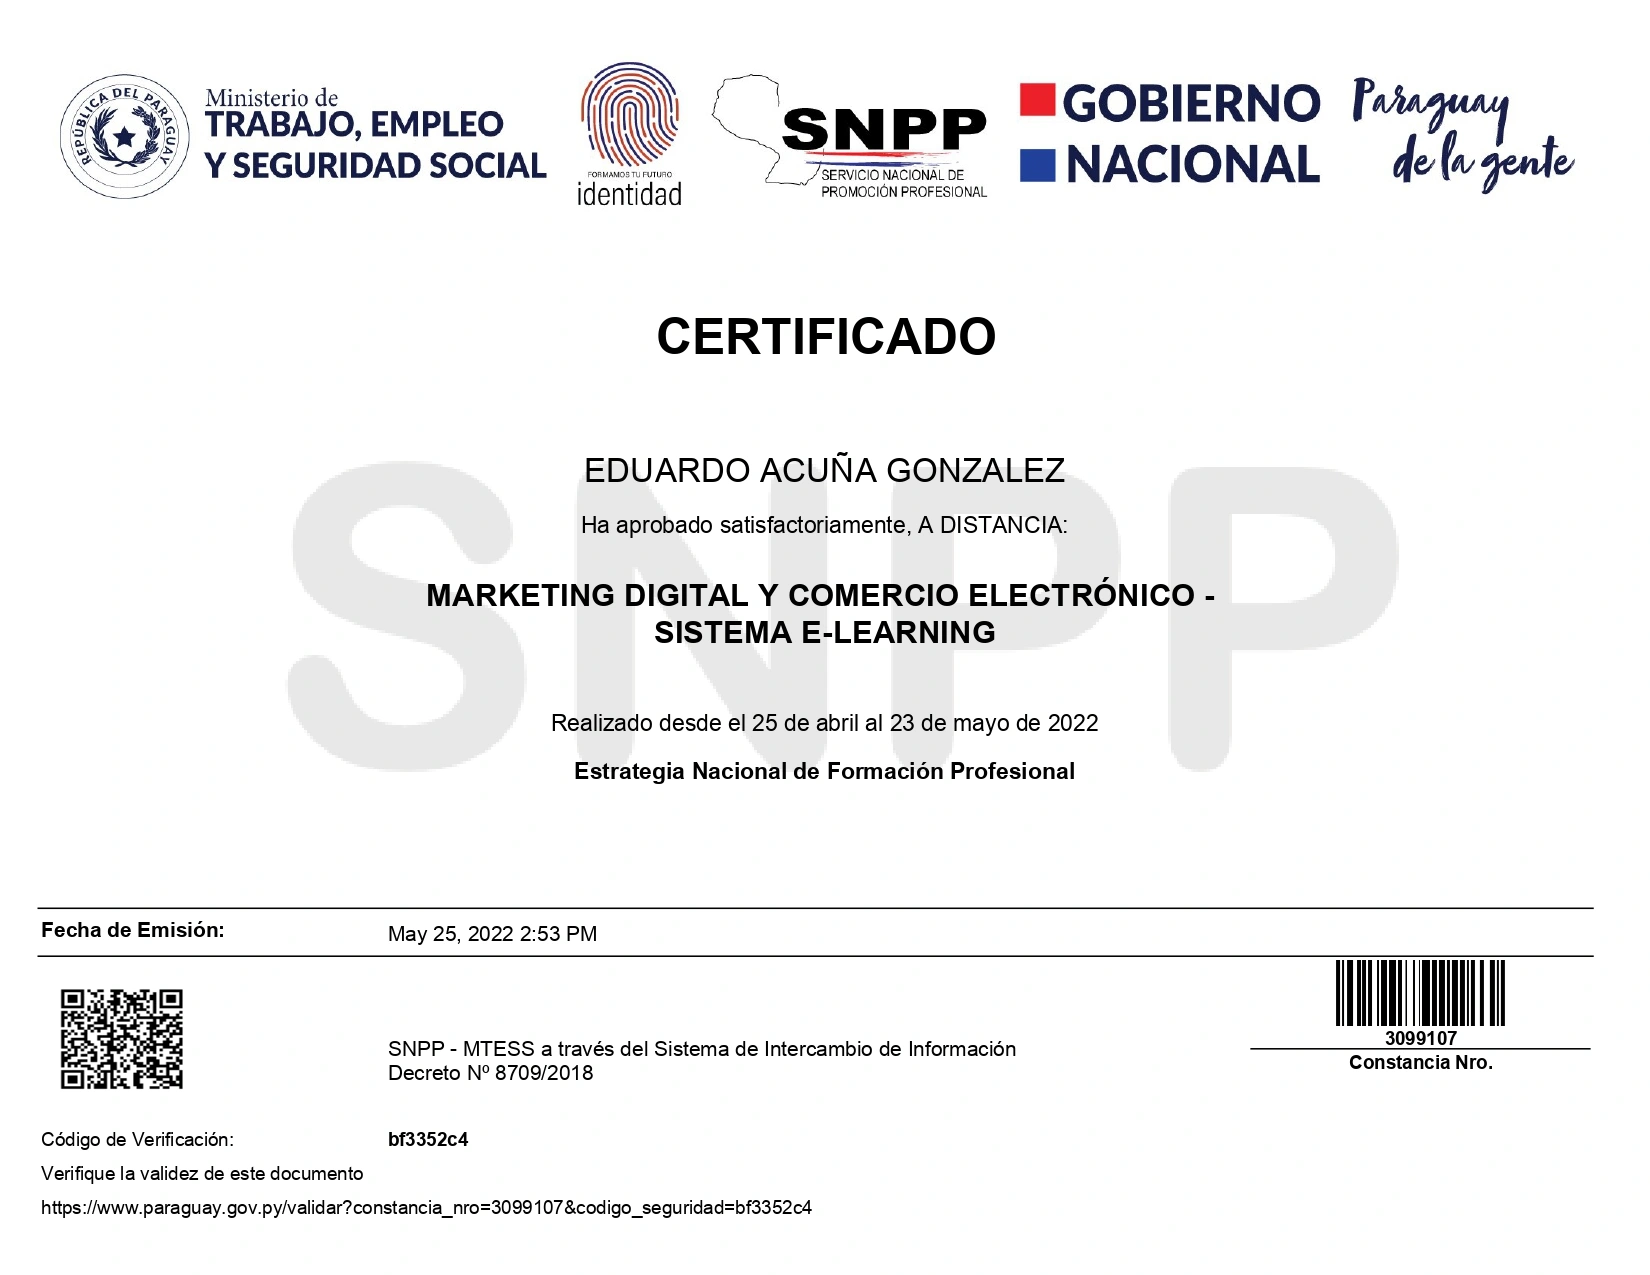 REPÚBLICA DEL PARAGUAY
Ministerio de
TRABAJO, EMPLEO
Y SEGURIDAD SOCIAL
FORMAMOS TU FUTURO
identidad
SNPP
SERVICIO NACIONAL DE
PROMOCIÓN PROFESIONAL
GOBIERNO
NACIONAL
Paraguay
de la gente
CERTIFICADO
SNPP
EDUARDO ACUÑA GONZALEZ
Ha aprobado satisfactoriamente, A DISTANCIA:
MARKETING DIGITAL Y COMERCIO ELECTRÓNICO -
SISTEMA E-LEARNING
Realizado desde el 25 de abril al 23 de mayo de 2022
Estrategia Nacional de Formación Profesional
Fecha de Emisión: May 25, 2022 2:53 PM
3099107
Constancia Nro.
SNPP - MTESS a través del Sistema de Intercambio de Información
Decreto Nº 8709/2018
Código de Verificación: bf3352c4
Verifique la validez de este documento
https://www.paraguay.gov.py/validar?constancia_nro=3099107&codigo_seguridad=bf3352c4